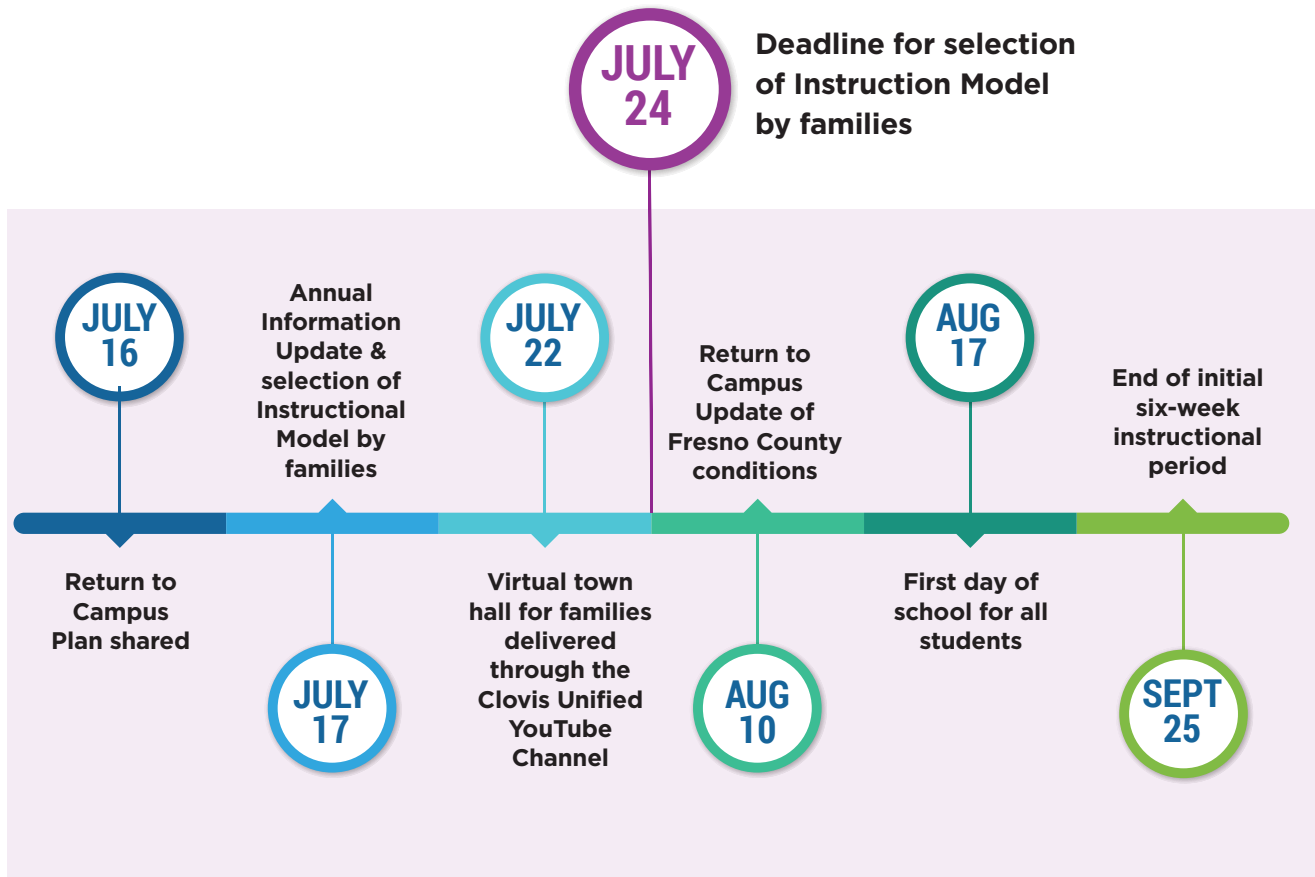 JULY
24
Deadline for selection
of Instruction Model
by families
JULY
16
Return to
Campus
Plan shared
Annual
Information
Update &
selection of
Instructional
Model by
families
JULY
17
JULY
22
Virtual town
hall for families
delivered
through the
Clovis Unified
YouTube
Channel
Return to
Campus
Update of
Fresno County
conditions
AUG
10
AUG
17
First day of
school for all
students
End of initial
six-week
instructional
period
SEPT
25